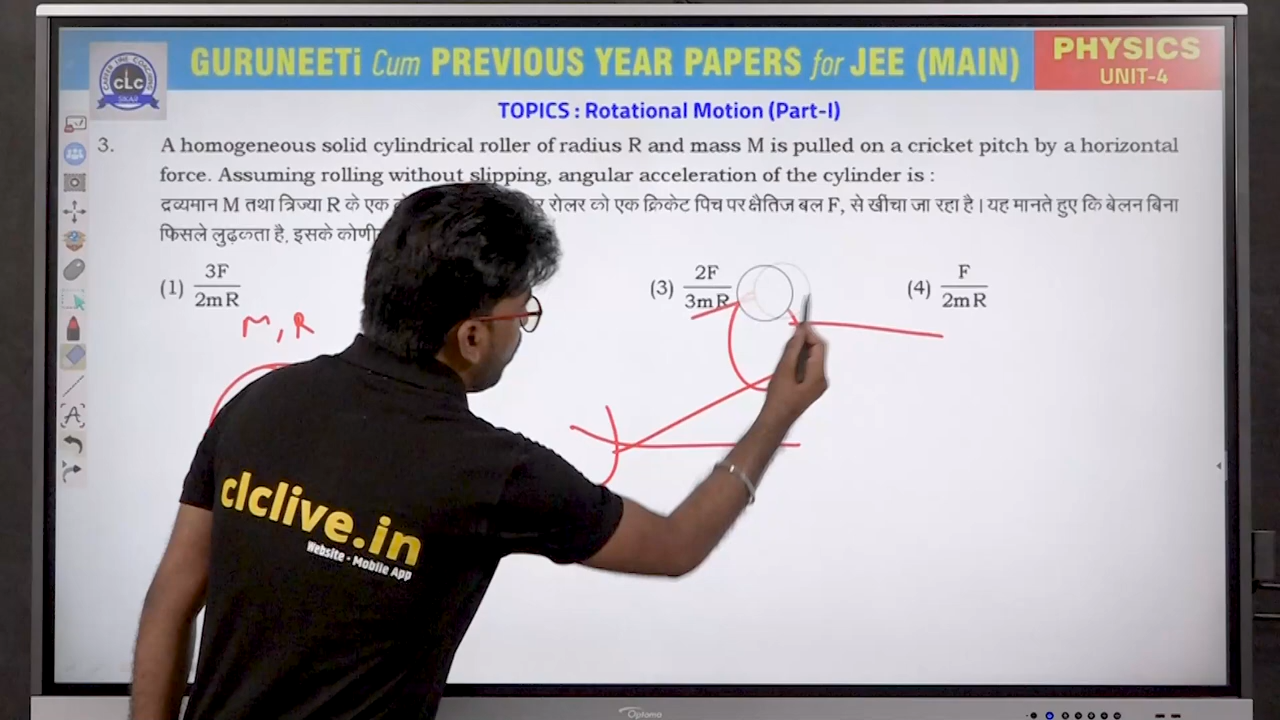 GURUNEETi Cum PREVIOUS YEAR PAPERS for JEE (MAIN)
PHYSICS
UNIT-4
CLC
SIKAR
TOPICS : Rotational Motion (Part-I)
3. A homogeneous solid cylindrical roller of radius R and mass M is pulled on a cricket pitch by a horizontal
force. Assuming rolling without slipping, angular acceleration of the cylinder is :
द्रव्यमान M तथा त्रिज्या R के एक रोलर को एक क्रिकेट पिच पर क्षैतिज बल F, से खींचा जा रहा है। यह मानते हुए कि बेलन बिना
फिसले लुढ़कता है, इसके
(1) 3F
2mR
(3) 2F
3mR
(4) F
2mR
M, R
clclive.in
Website - Mobile App
Optoma